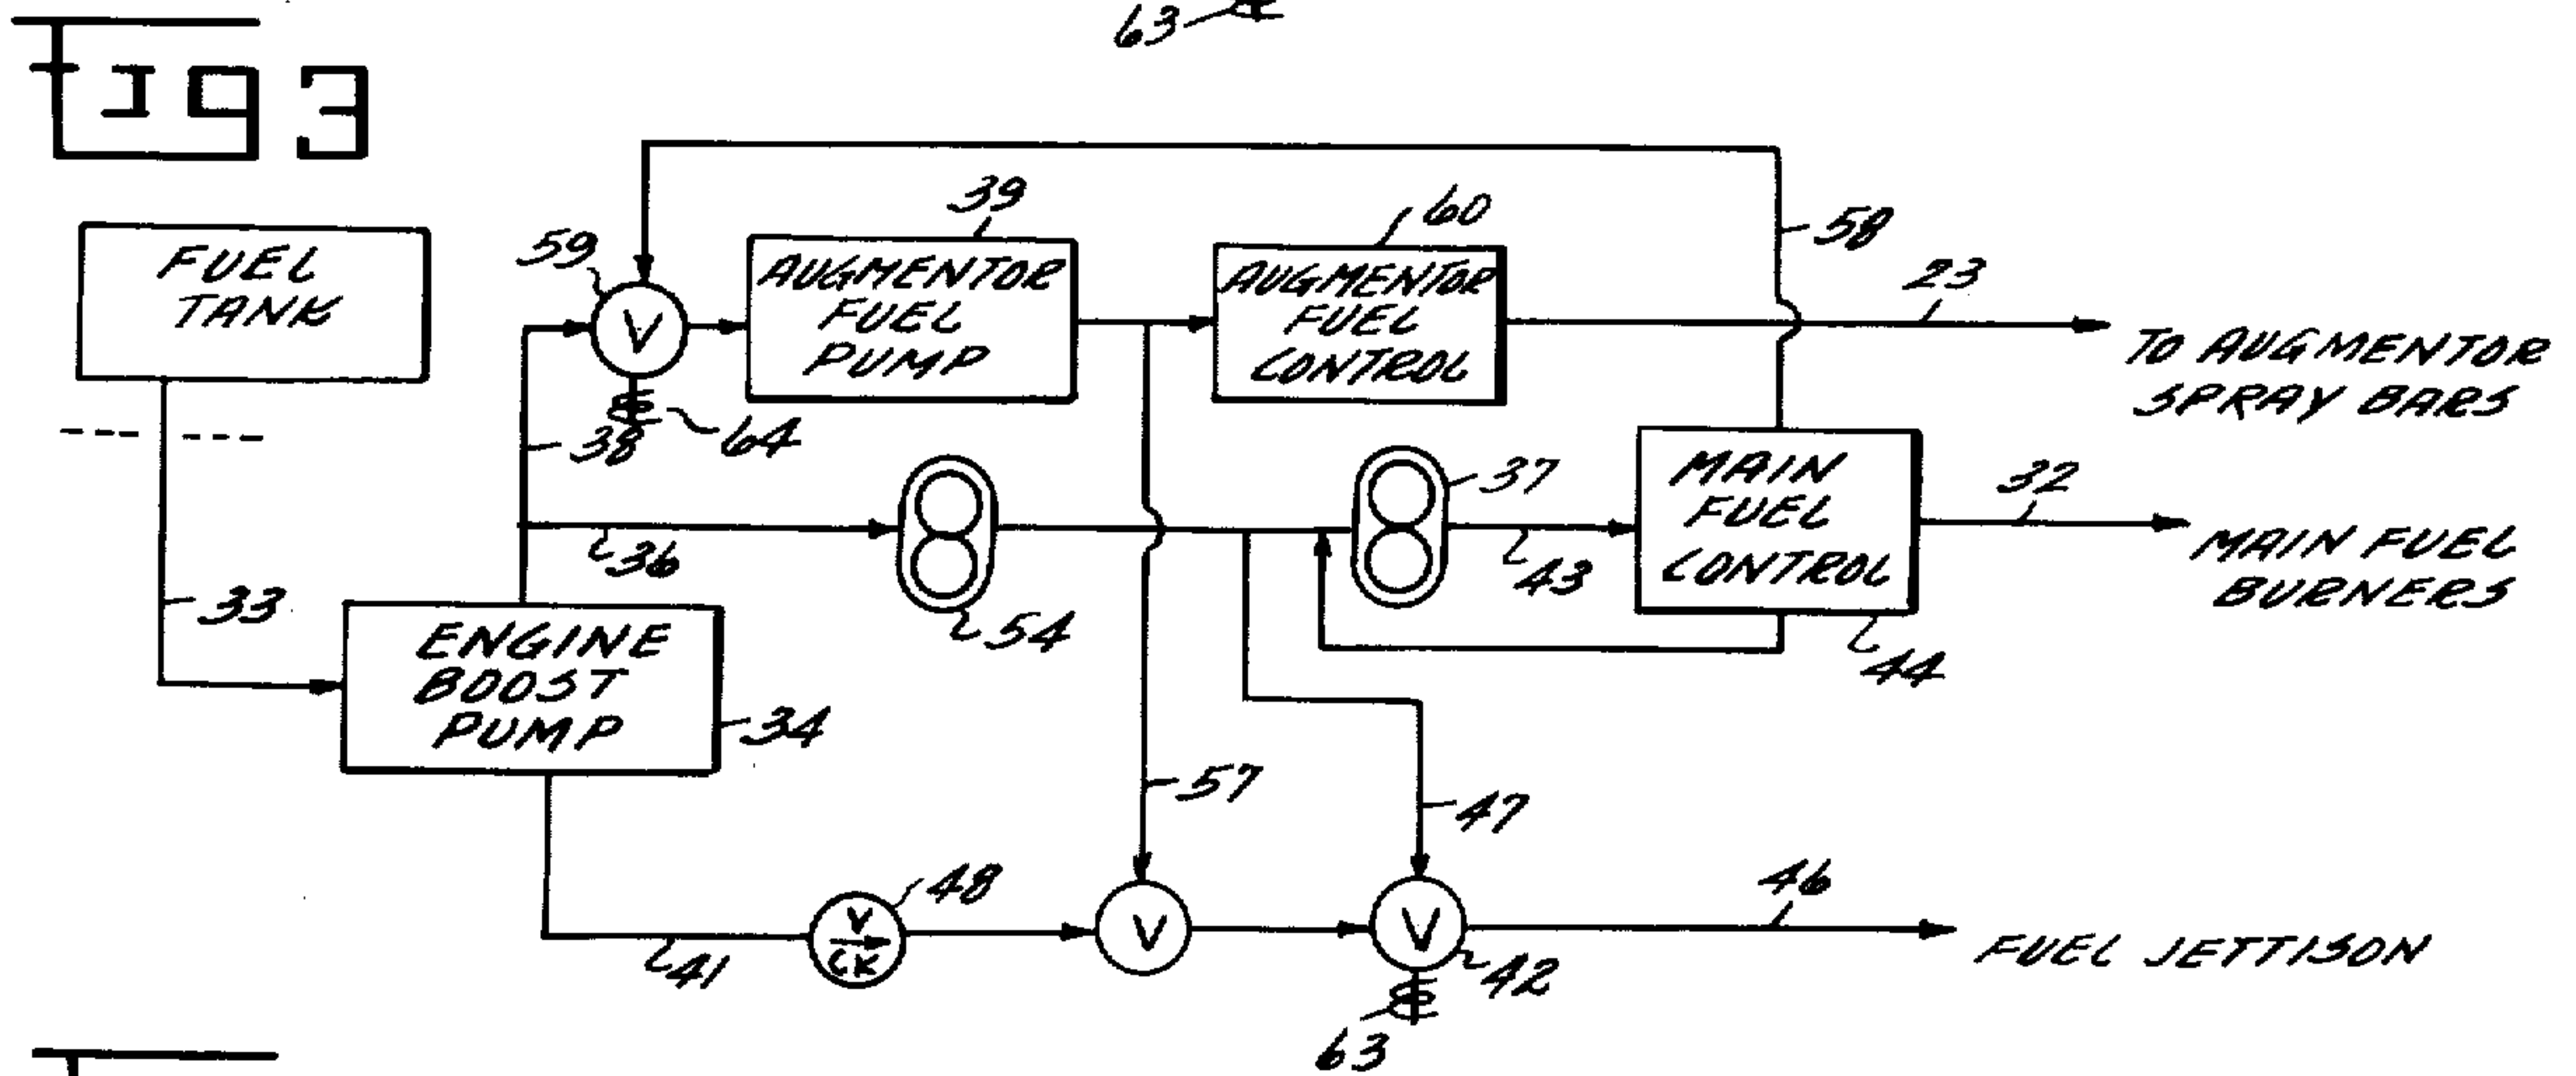 63
Fig 3
39
60
58
59
23
FUEL
TANK
AUGMENTOR
FUEL
PUMP
AUGMENTOR
FUEL
CONTROL
V
TO AUGMENTOR
SPRAY BARS
64
38
37
32
MAIN
FUEL
CONTROL
MAIN FUEL
BURNERS
36
43
33
54
44
ENGINE
BOOST
PUMP
34
57
47
48
46
V
CK
V
V
FUEL JETTISON
41
42
63